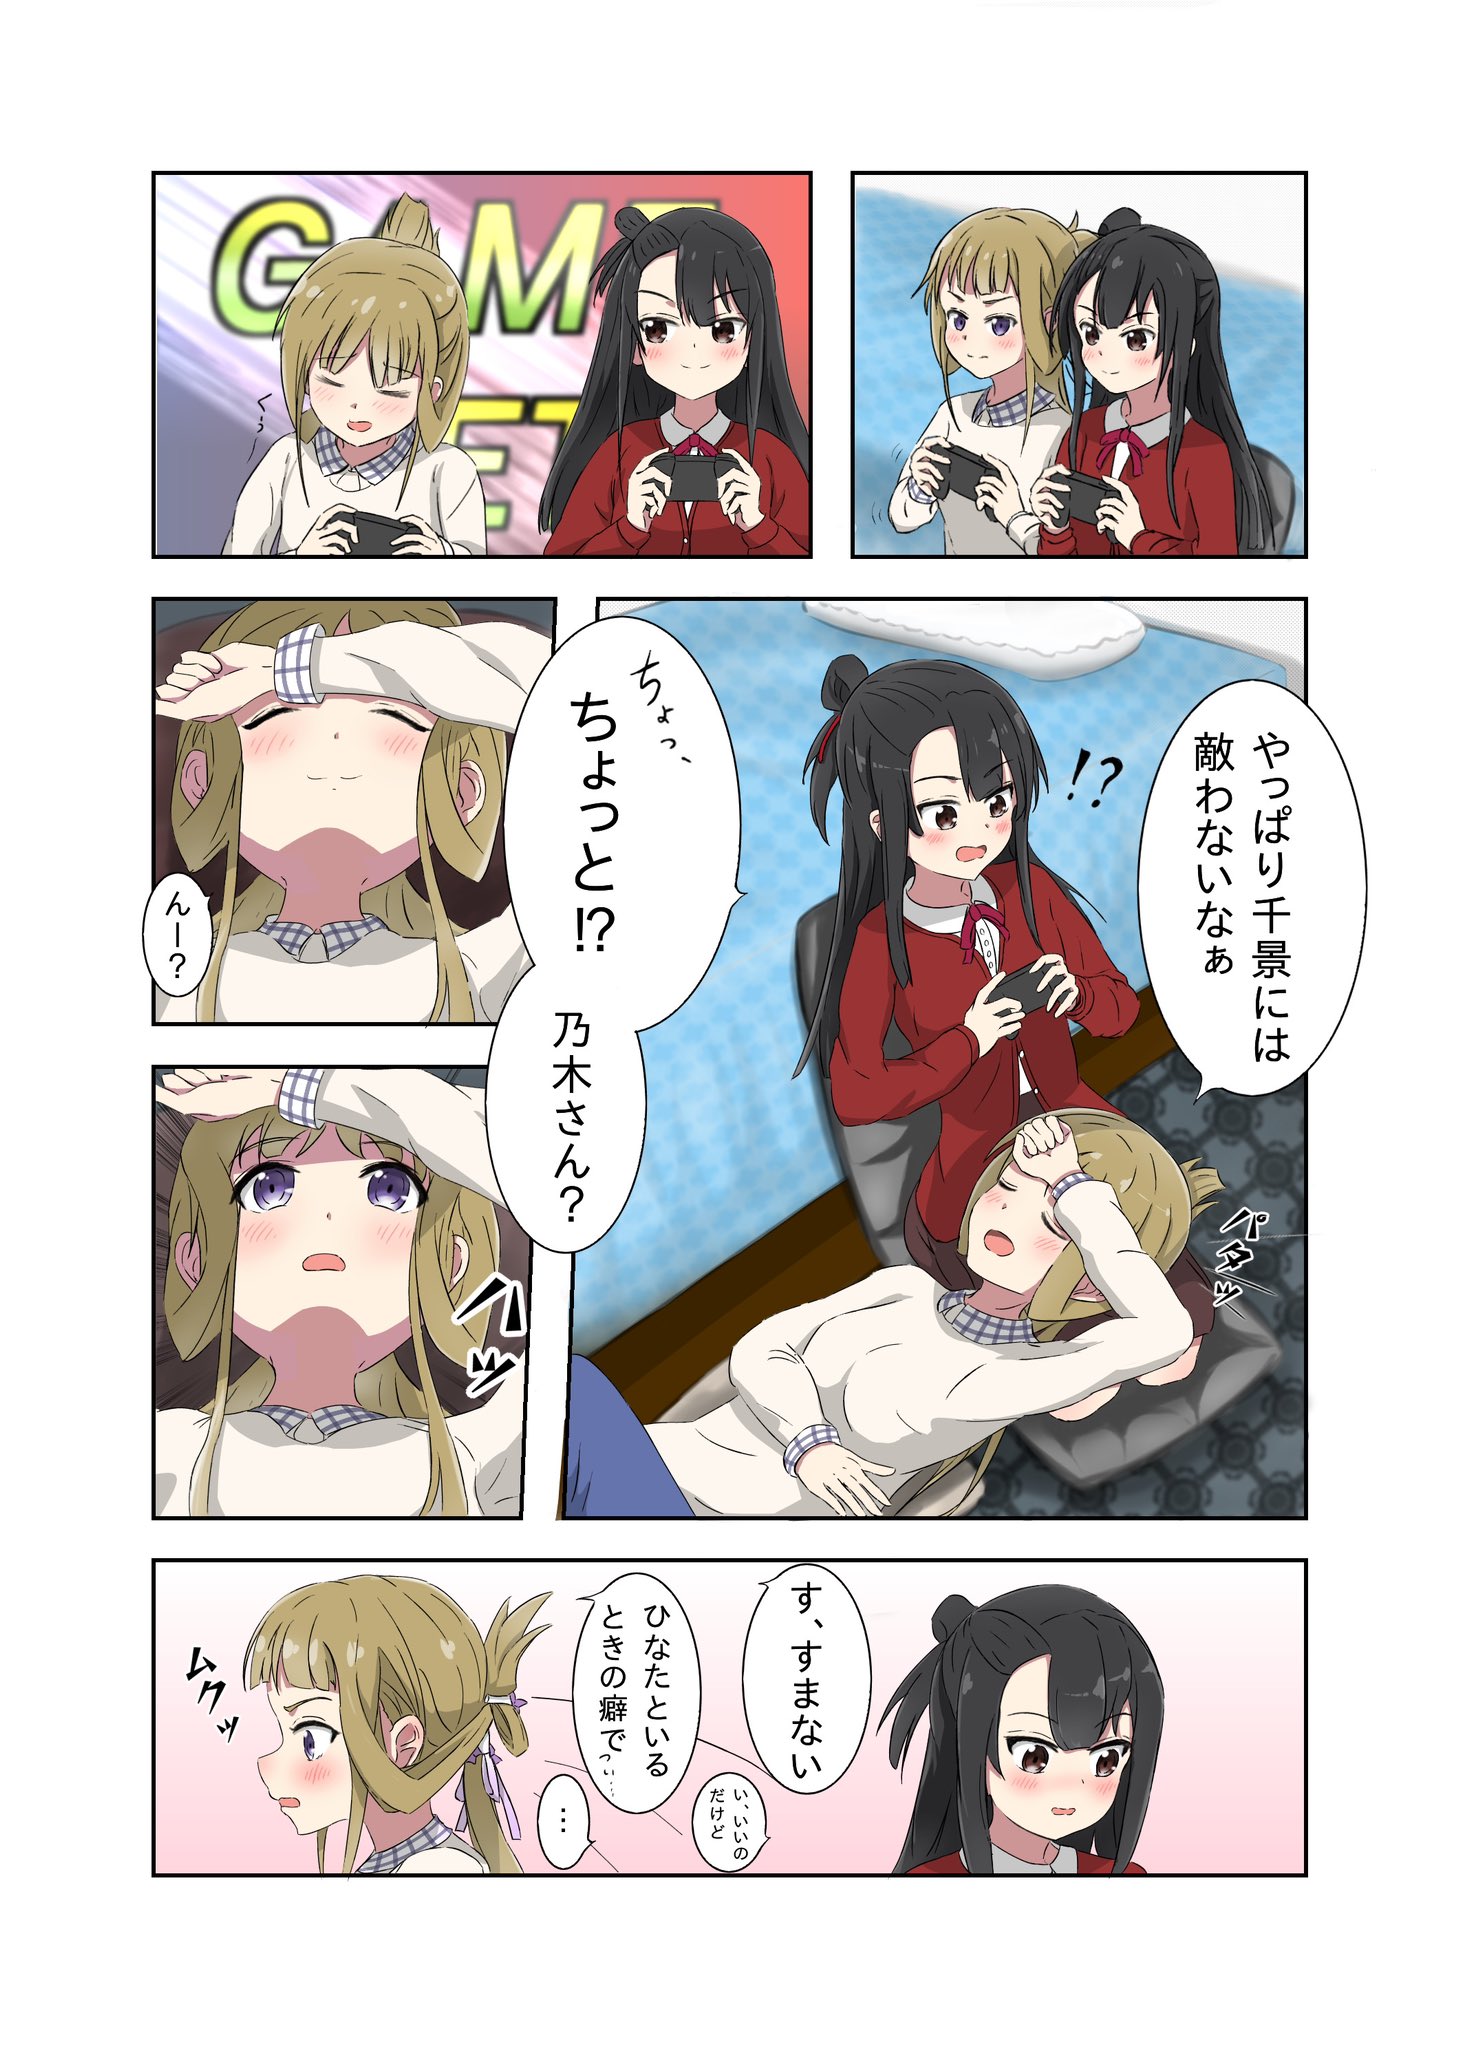 GAME
SET
くぅぅ
やっぱり千景には
敵わないなぁ
!?
パタッ
ちょっ、
ちょっと!?
乃木さん?
んー?
ハッ
す、すまない
ひなたといる
ときの癖でっ…
い、いいの
だけど
…
ムクッ